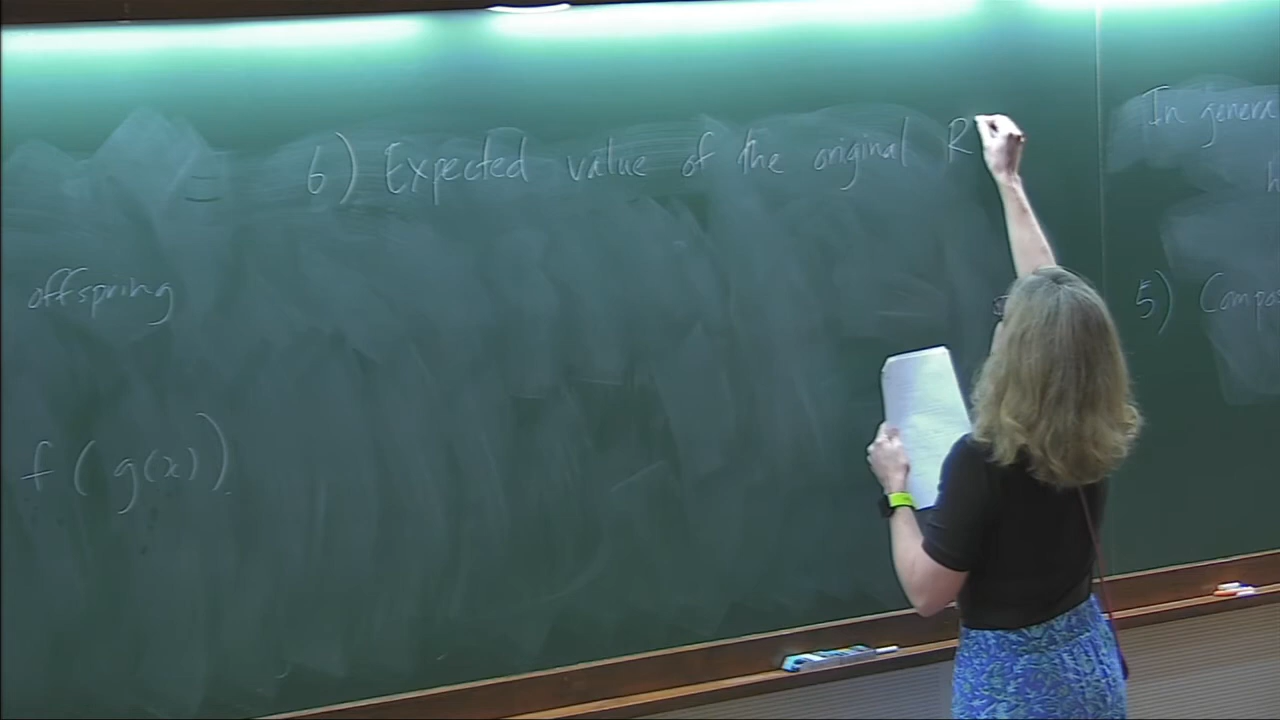 6) Expected value of the original R
offspring
f(g(x)).
In genera
h
5) Compo